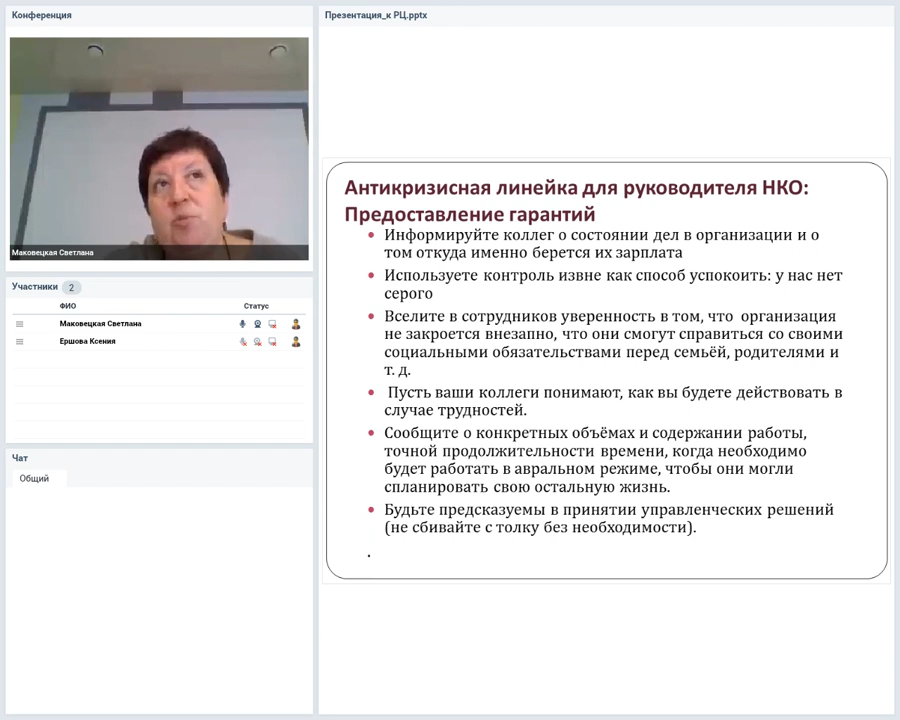 Конференция
Маковецкая Светлана
Участники 2
ФИО Статус
Маковецкая Светлана
Ершова Ксения
Чат
Общий
Презентация_к РЦ.pptx
Антикризисная линейка для руководителя НКО:
Предоставление гарантий
• Информируйте коллег о состоянии дел в организации и о
том откуда именно берется их зарплата
• Используете контроль извне как способ успокоить: у нас нет
серого
• Вселите в сотрудников уверенность в том, что организация
не закроется внезапно, что они смогут справиться со своими
социальными обязательствами перед семьёй, родителями и
т. д.
• Пусть ваши коллеги понимают, как вы будете действовать в
случае трудностей.
• Сообщите о конкретных объёмах и содержании работы,
точной продолжительности времени, когда необходимо
будет работать в авральном режиме, чтобы они могли
спланировать свою остальную жизнь.
• Будьте предсказуемы в принятии управленческих решений
(не сбивайте с толку без необходимости).
.